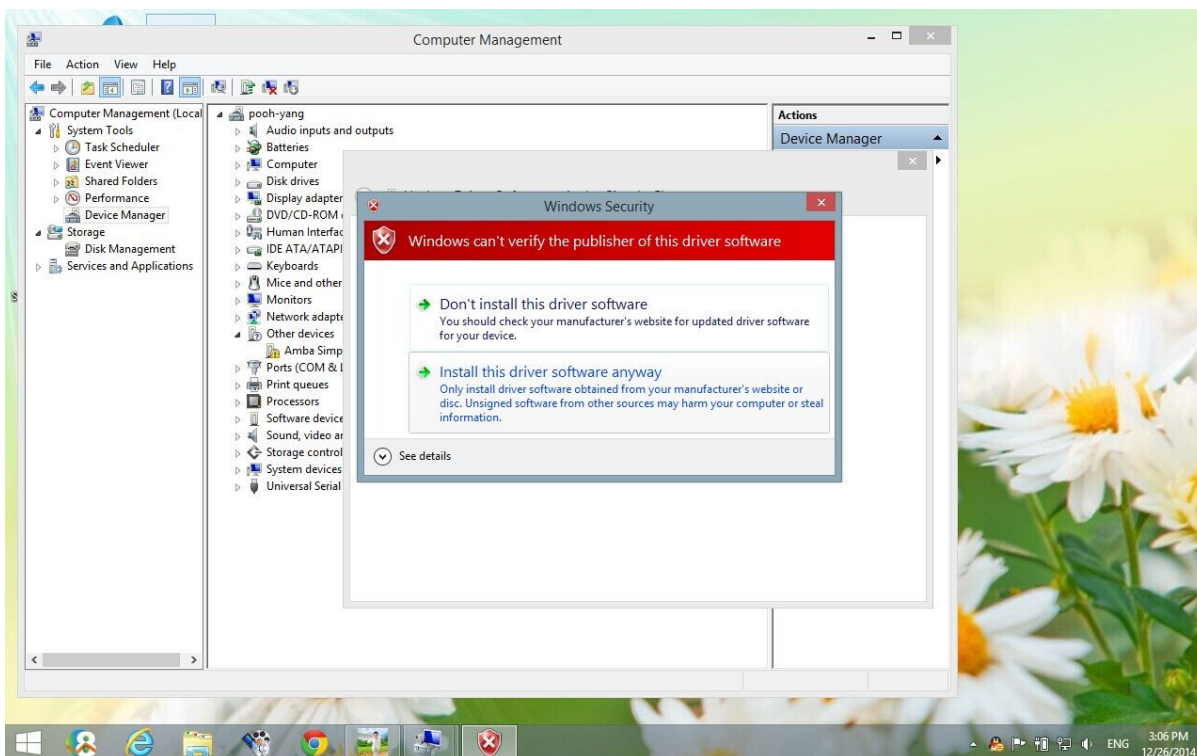 Computer Management
File Action View Help
Computer Management (Local
System Tools
Task Scheduler
Event Viewer
Shared Folders
Performance
Device Manager
Storage
Disk Management
Services and Applications
pooh-yang
Audio inputs and outputs
Batteries
Computer
Disk drives
Display adapter
DVD/CD-ROM
Human Interfac
IDE ATA/ATAPI
Keyboards
Mice and other
Monitors
Network adapte
Other devices
Amba Simp
Ports (COM & L
Print queues
Processors
Software device
Sound, video an
Storage control
System devices
Universal Serial
Actions
Device Manager
Windows Security
Windows can't verify the publisher of this driver software
Don't install this driver software
You should check your manufacturer's website for updated driver software
for your device.
Install this driver software anyway
Only install driver software obtained from your manufacturer's website or
disc. Unsigned software from other sources may harm your computer or steal
information.
See details
ENG
3:06 PM
12/26/2014